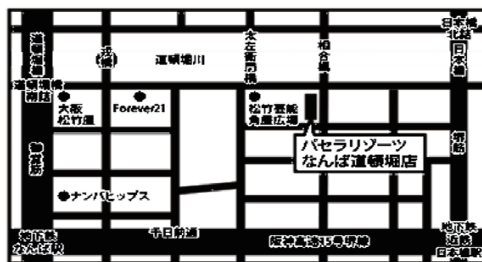 日本橋
北詰
道頓堀橋
戎橋
道頓堀川
太左衛門橋
相合橋
日本橋
道頓堀橋
南詰
大阪
松竹座
Forever21
松竹芸能
角座広場
パセラリゾーツ
なんば道頓堀店
御堂筋
堺筋
ナンバヒップス
地下鉄
なんば駅
千日前通
阪神高速15号堺線
地下鉄
近鉄
日本橋駅